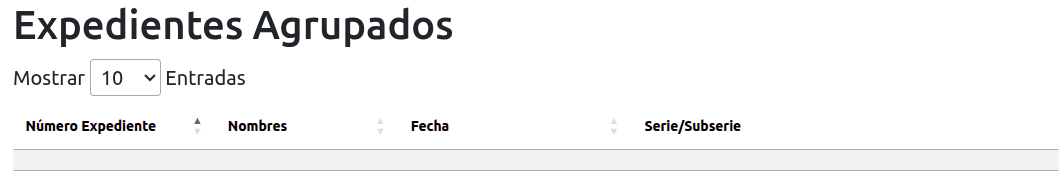 Expedientes Agrupados
Mostrar 10 Entradas
Número Expediente Nombres Fecha Serie/Subserie